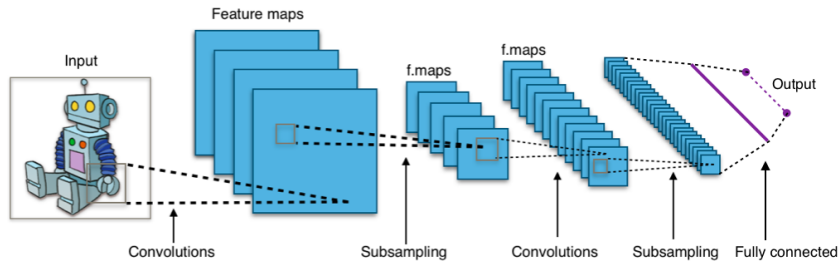 Feature maps
Input
f.maps
f.maps
Output
Convolutions
Subsampling
Convolutions
Subsampling
Fully connected